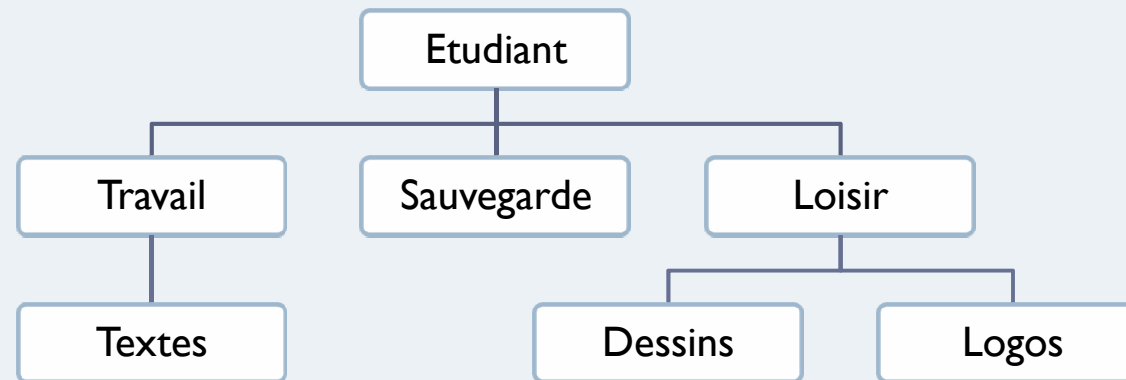 Etudiant
Travail
Sauvegarde
Loisir
Textes
Dessins
Logos